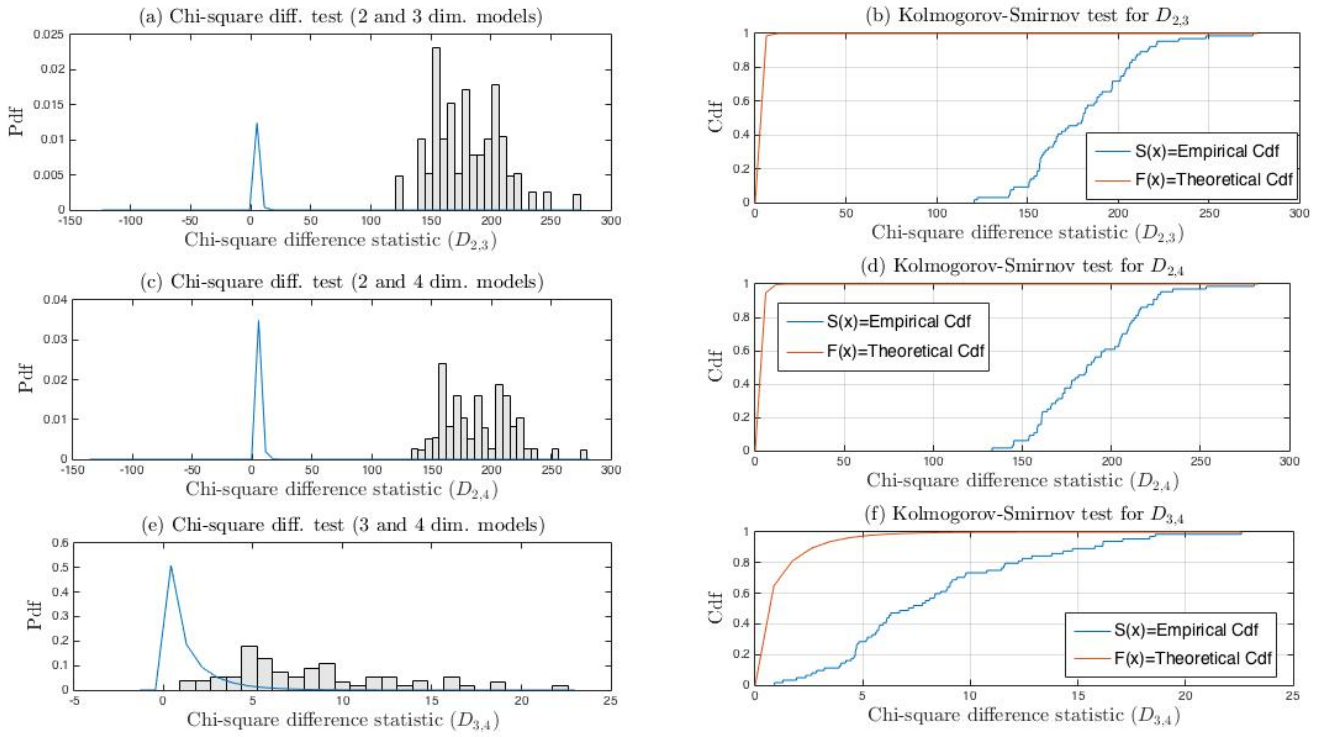 (a) Chi-square diff. test (2 and 3 dim. models)
0.025
0.02
0.015
0.01
0.005
0
Pdf
-150 -100 -50 0 50 100 150 200 250 300
Chi-square difference statistic (D2,3)
(b) Kolmogorov-Smirnov test for D2,3
1
0.8
0.6
0.4
0.2
0
Cdf
S(x)=Empirical Cdf
F(x)=Theoretical Cdf
0 50 100 150 200 250 300
Chi-square difference statistic (D2,3)
(c) Chi-square diff. test (2 and 4 dim. models)
0.04
0.03
0.02
0.01
0
Pdf
-150 -100 -50 0 50 100 150 200 250 300
Chi-square difference statistic (D2,4)
(d) Kolmogorov-Smirnov test for D2,4
1
0.8
0.6
0.4
0.2
0
Cdf
S(x)=Empirical Cdf
F(x)=Theoretical Cdf
0 50 100 150 200 250 300
Chi-square difference statistic (D2,4)
(e) Chi-square diff. test (3 and 4 dim. models)
0.6
0.5
0.4
0.3
0.2
0.1
0
Pdf
-5 0 5 10 15 20 25
Chi-square difference statistic (D3,4)
(f) Kolmogorov-Smirnov test for D3,4
1
0.8
0.6
0.4
0.2
0
Cdf
S(x)=Empirical Cdf
F(x)=Theoretical Cdf
0 5 10 15 20 25
Chi-square difference statistic (D3,4)